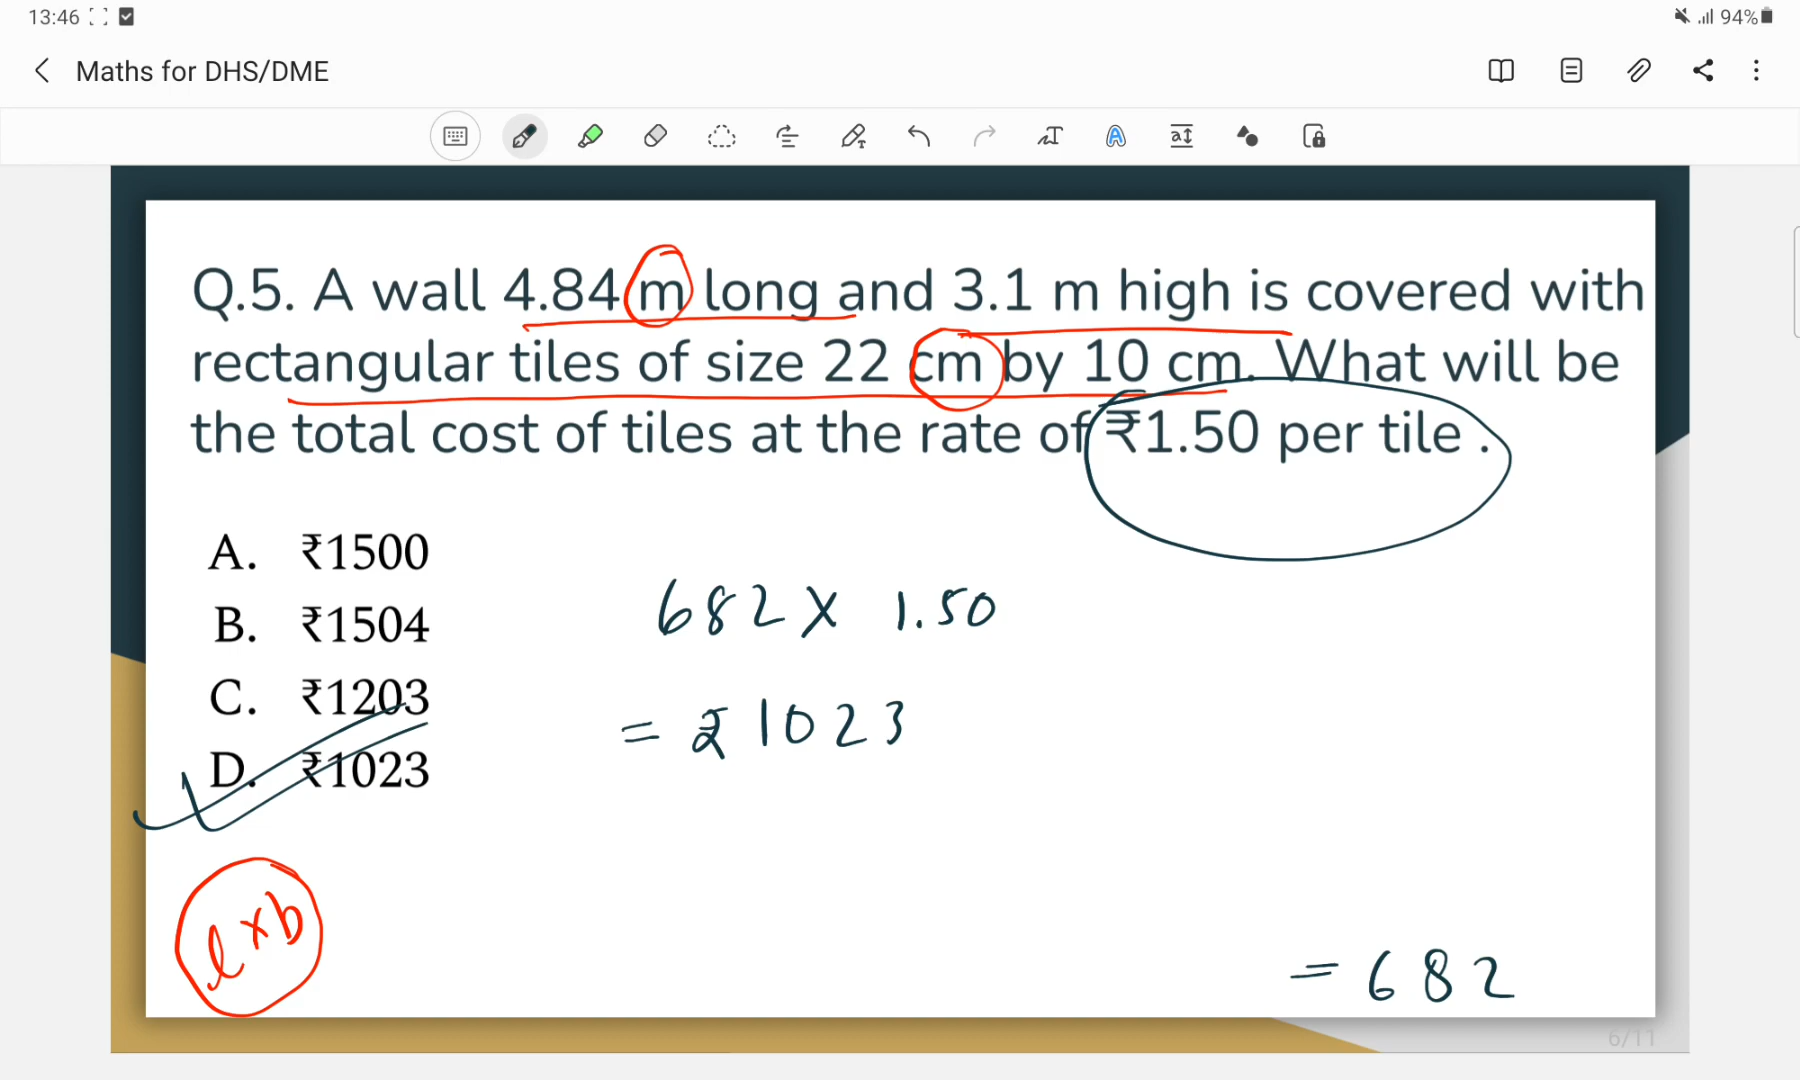 13:46
94%
Maths for DHS/DME
Q.5. A wall 4.84 m long and 3.1 m high is covered with
rectangular tiles of size 22 cm by 10 cm. What will be
the total cost of tiles at the rate of ₹1.50 per tile .
A. ₹1500
B. ₹1504
C. ₹1203
D. ₹1023
682 × 1.50
= ₹ 1023
l×b
= 682
6/11